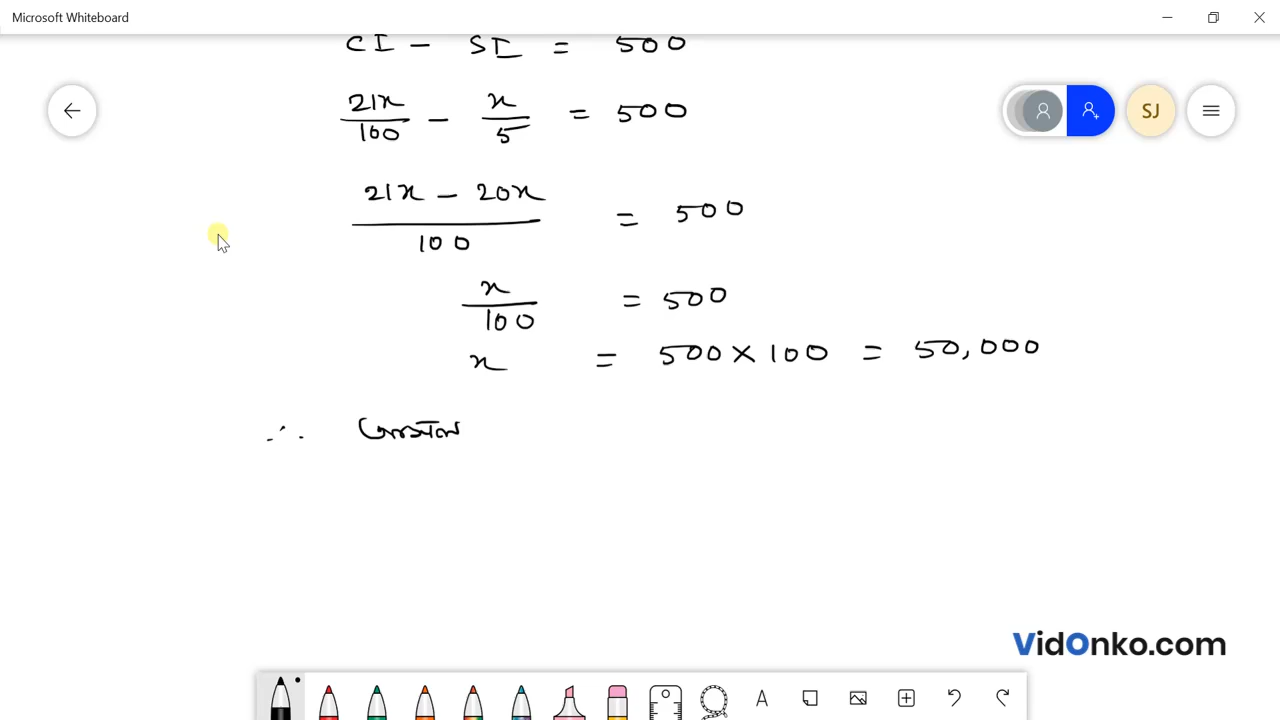 Microsoft Whiteboard
CI - SI = 500
21x/100 - x/5 = 500
SJ
(21x - 20x)/100 = 500
x/100 = 500
x = 500 × 100 = 50,000
∴
VidOnko.com
A